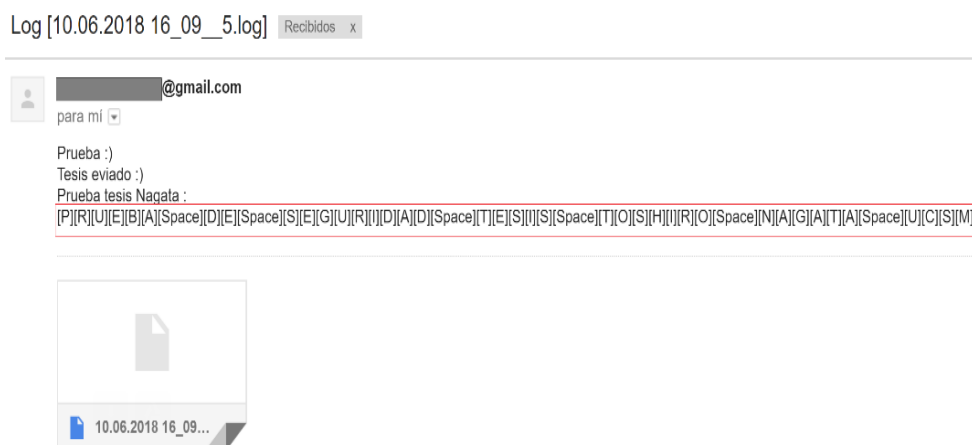 Log [10.06.2018 16_09__5.log] Recibidos x
@gmail.com
para mí
Prueba :)
Tesis eviado :)
Prueba tesis Nagata :
[P][R][U][E][B][A][Space][D][E][Space][S][E][G][U][R][I][D][A][D][Space][T][E][S][I][S][Space][T][O][S][H][I][R][O][Space][N][A][G][A][T][A][Space][U][C][S][M]
10.06.2018 16_09...